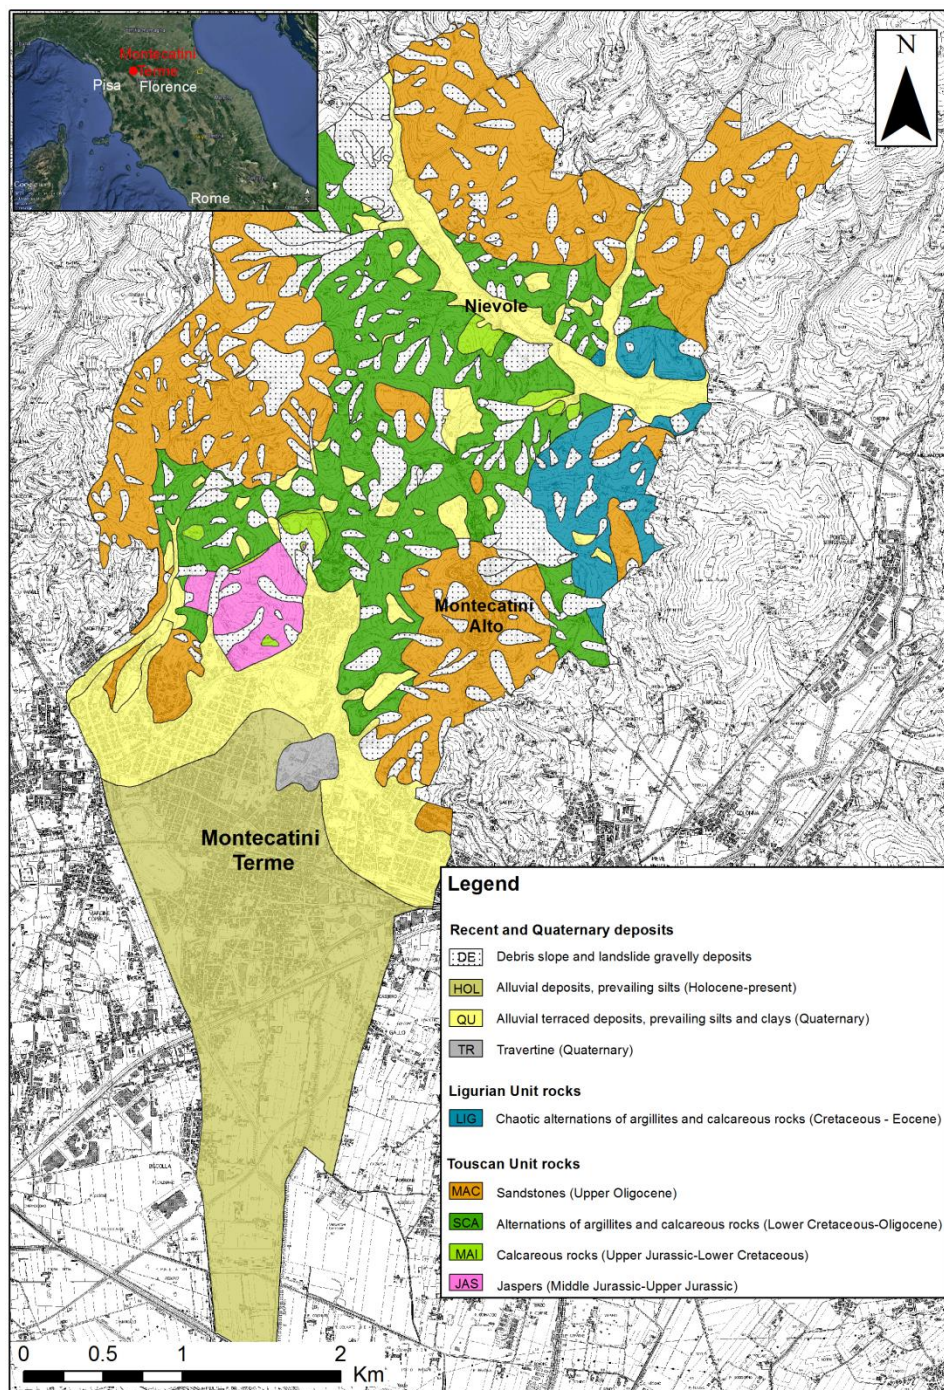 Montecatini
Terme
Pisa
Florence
Rome
N
Nievole
Montecatini
Alto
Montecatini
Terme
Legend
Recent and Quaternary deposits
DE Debris slope and landslide gravelly deposits
HOL Alluvial deposits, prevailing silts (Holocene-present)
QU Alluvial terraced deposits, prevailing silts and clays (Quaternary)
TR Travertine (Quaternary)
Ligurian Unit rocks
LIG Chaotic alternations of argillites and calcareous rocks (Cretaceous - Eocene)
Touscan Unit rocks
MAC Sandstones (Upper Oligocene)
SCA Alternations of argillites and calcareous rocks (Lower Cretaceous-Oligocene)
MAI Calcareous rocks (Upper Jurassic-Lower Cretaceous)
JAS Jaspers (Middle Jurassic-Upper Jurassic)
0 0.5 1 2
Km